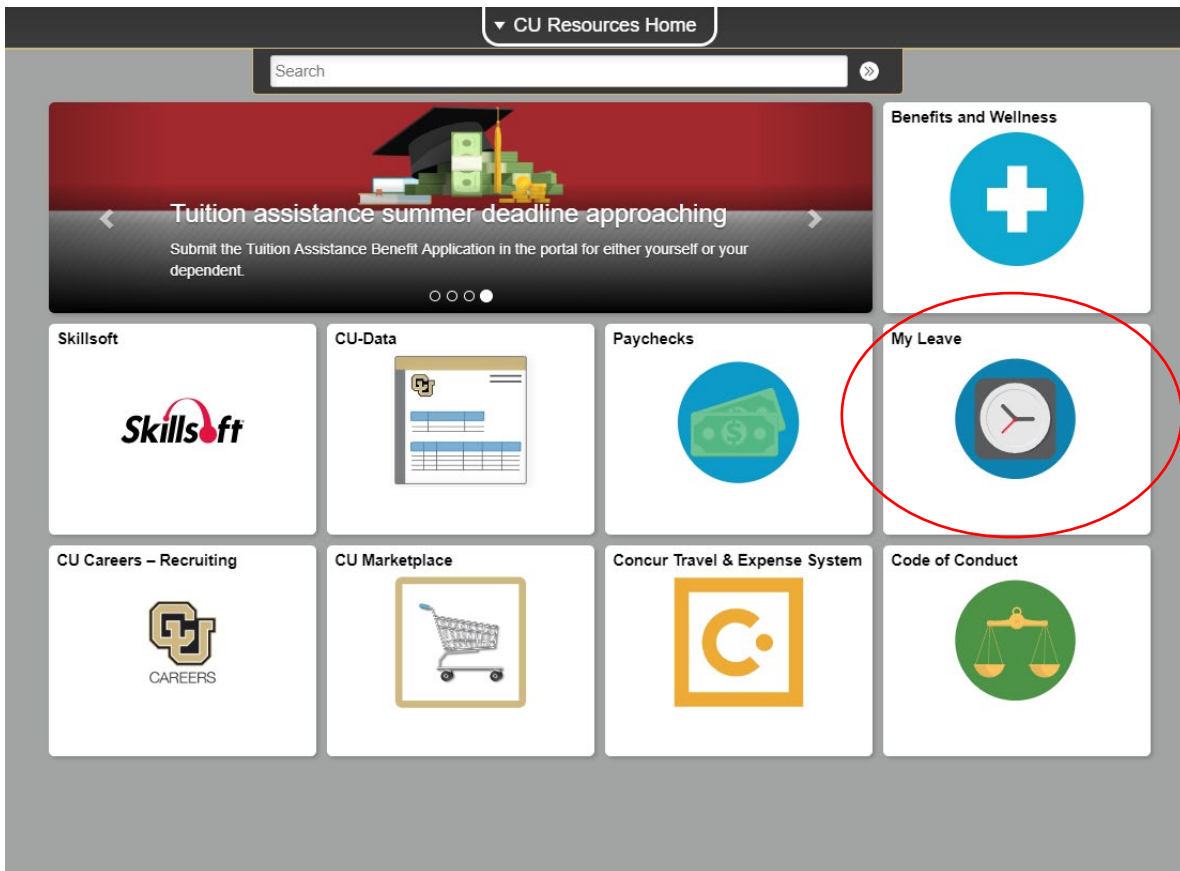 CU Resources Home
Search
Tuition assistance summer deadline approaching
Submit the Tuition Assistance Benefit Application in the portal for either yourself or your
dependent.
Benefits and Wellness
Skillsoft
Skillsoft
CU-Data
CU
Paychecks
$
My Leave
CU Careers – Recruiting
CU
CAREERS
CU Marketplace
Concur Travel & Expense System
C
Code of Conduct